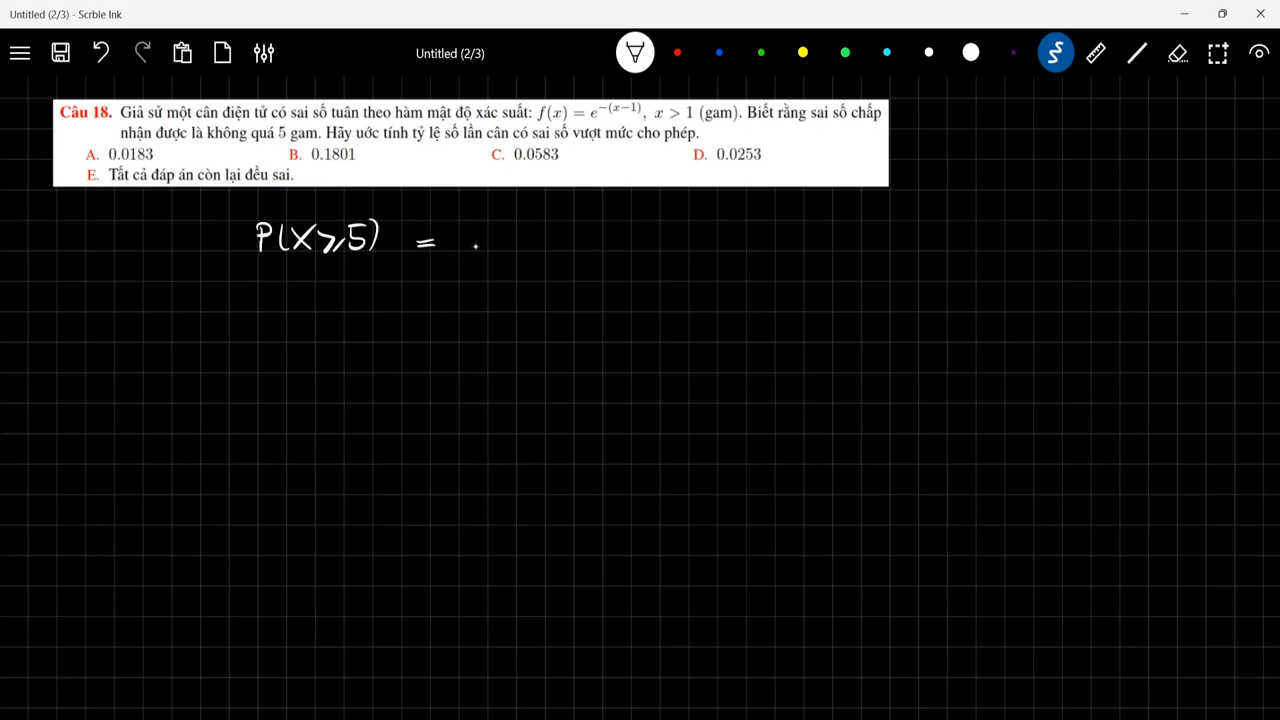 Untitled (2/3) - Scrble Ink
Untitled (2/3)
Câu 18. Giả sử một cân điện tử có sai số tuân theo hàm mật độ xác suất: f(x) = e^{-(x-1)}, x > 1 (gam). Biết rằng sai số chấp
nhận được là không quá 5 gam. Hãy uớc tính tỷ lệ số lần cân có sai số vượt mức cho phép.
A. 0.0183 B. 0.1801 C. 0.0583 D. 0.0253
E. Tất cả đáp án còn lại đều sai.
P(X⩾5) =